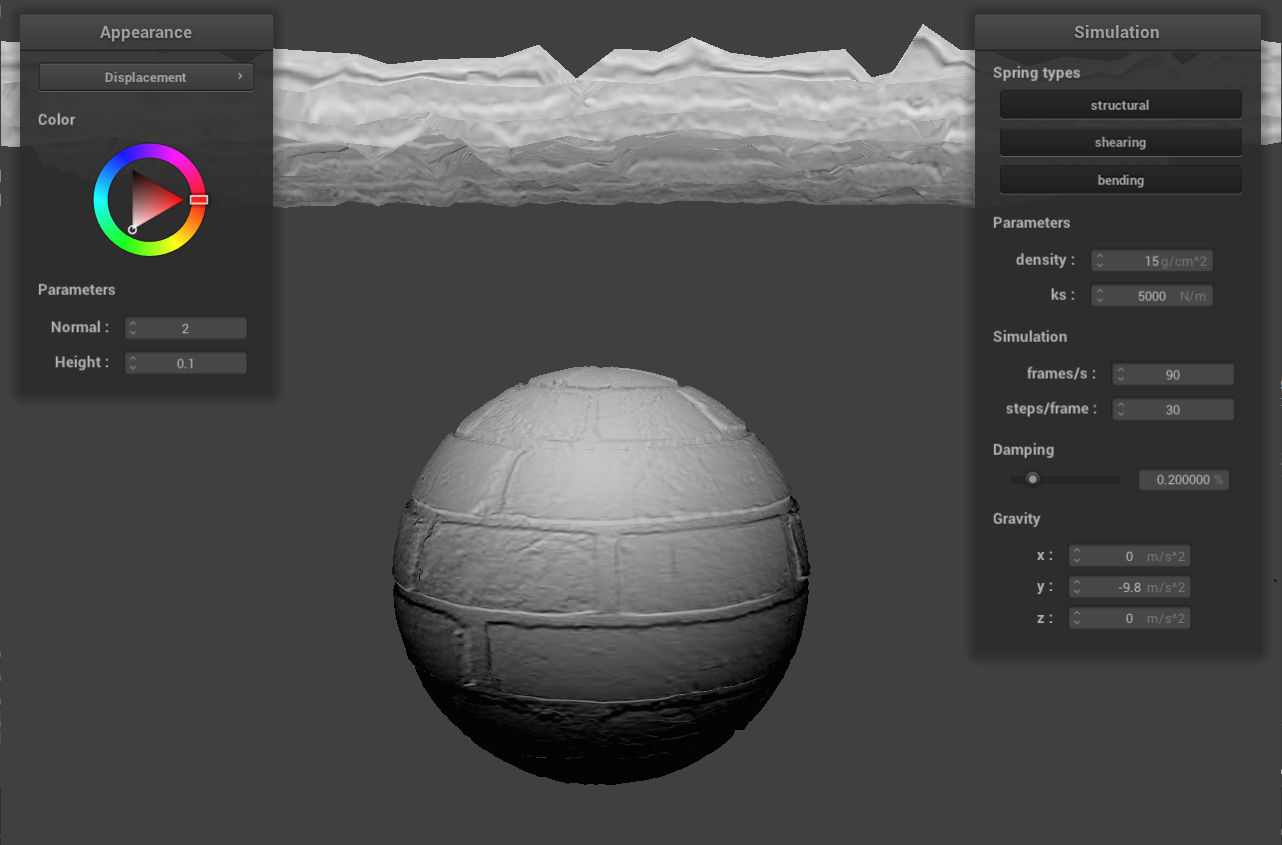 Appearance
Displacement
Color
Parameters
Normal : 2
Height : 0.1
Simulation
Spring types
structural
shearing
bending
Parameters
density : 15 g/cm^2
ks : 5000 N/m
Simulation
frames/s : 90
steps/frame : 30
Damping
0.200000 %
Gravity
x : 0 m/s^2
y : -9.8 m/s^2
z : 0 m/s^2